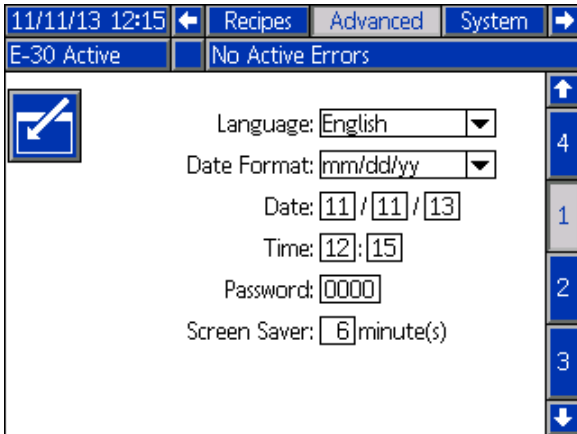 11/11/13 12:15 Recipes Advanced System
E-30 Active No Active Errors
Language: English
4
Date Format: mm/dd/yy
Date: 11 / 11 / 13
1
Time: 12 : 15
Password: 0000
2
Screen Saver: 6 minute(s)
3